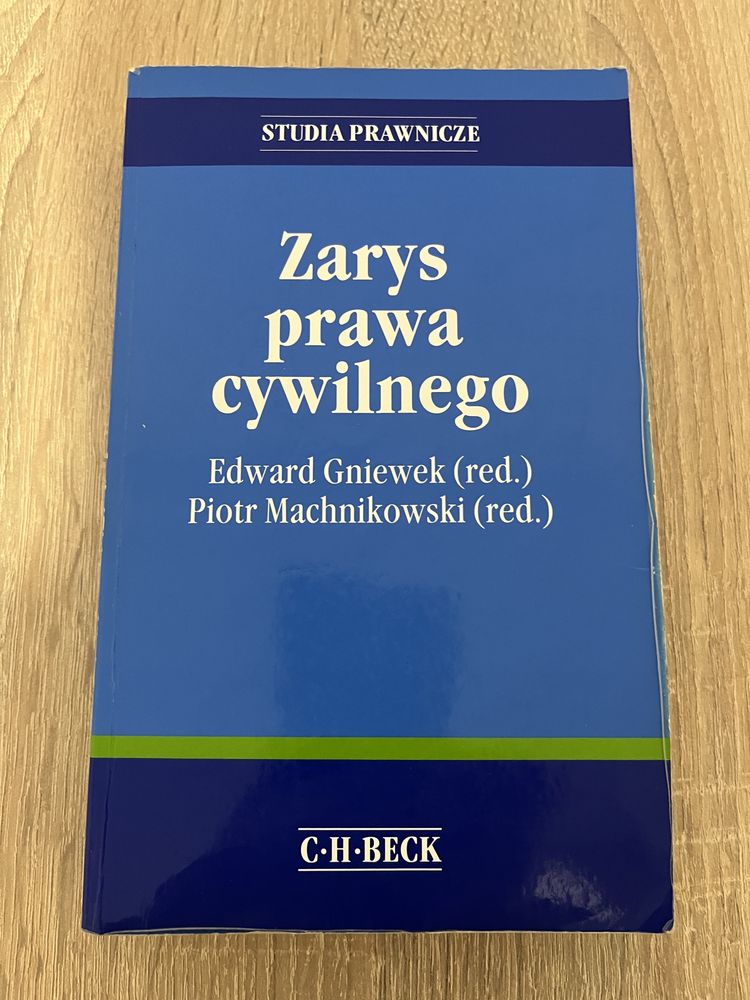 STUDIA PRAWNICZE
Zarys
prawa
cywilnego
Edward Gniewek (red.)
Piotr Machnikowski (red.)
C·H·BECK